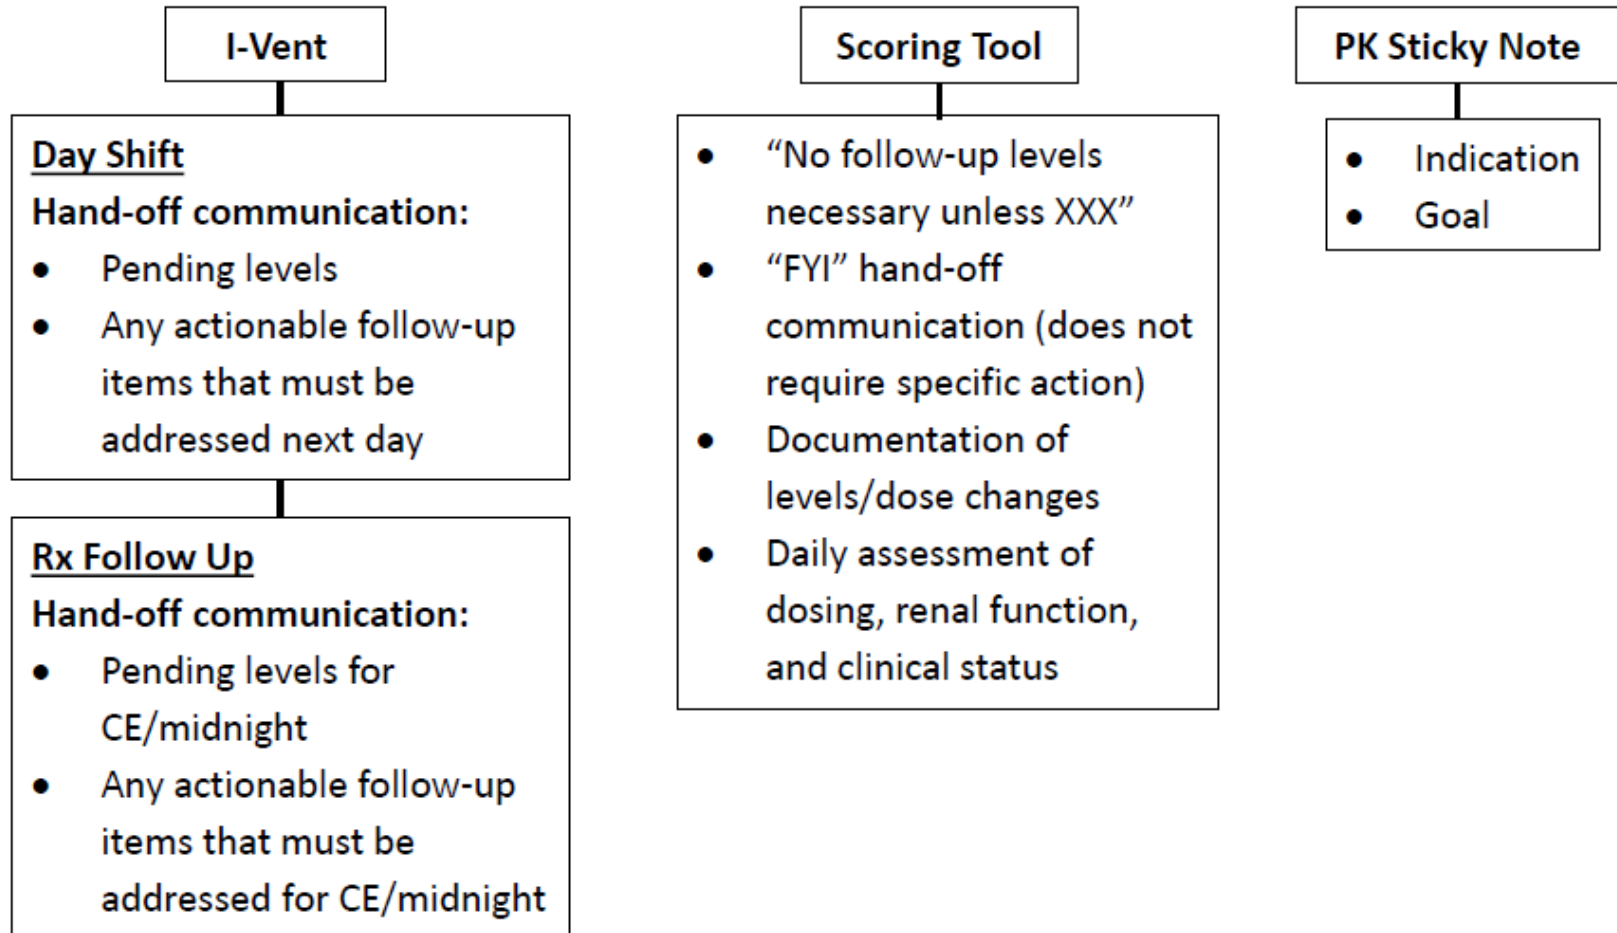 I-Vent
Day Shift
Hand-off communication:
• Pending levels
• Any actionable follow-up
items that must be
addressed next day
Rx Follow Up
Hand-off communication:
• Pending levels for
CE/midnight
• Any actionable follow-up
items that must be
addressed for CE/midnight
Scoring Tool
• “No follow-up levels
necessary unless XXX”
• “FYI” hand-off
communication (does not
require specific action)
• Documentation of
levels/dose changes
• Daily assessment of
dosing, renal function,
and clinical status
PK Sticky Note
• Indication
• Goal